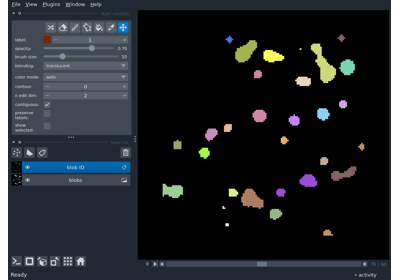 File View Plugins Window Help
label: 1
opacity: 0.70
brush size: 10
blending: translucent
color mode: auto
contour: 0
n edit dim: 2
contiguous:
preserve
labels:
show
selected:
blob ID
blobs
0
Ready
activity